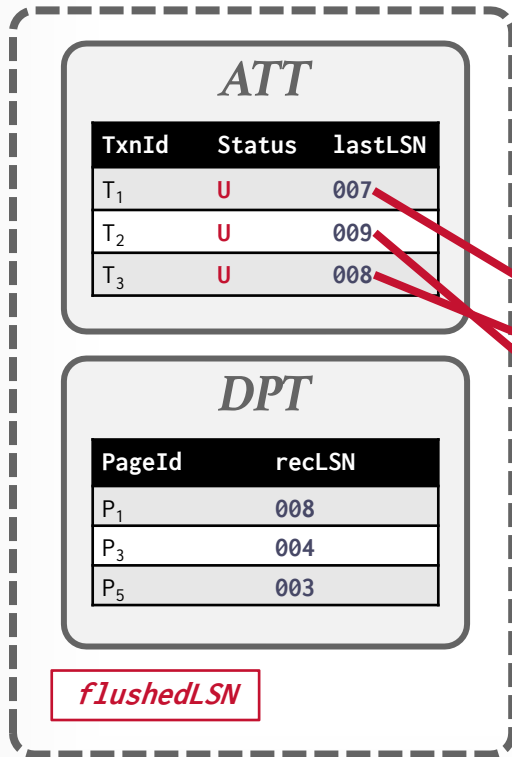 ATT
TxnId Status lastLSN
T₁ U 007
T₂ U 009
T₃ U 008
DPT
PageId recLSN
P₁ 008
P₃ 004
P₅ 003
flushedLSN